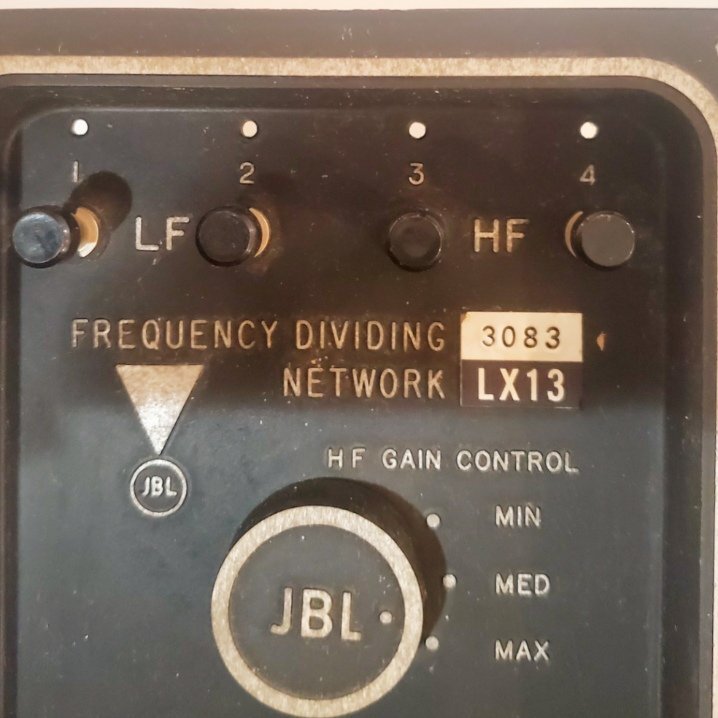 1 2 3 4
LF HF
FREQUENCY DIVIDING 3083
NETWORK LX13
HF GAIN CONTROL
JBL
MIN
MED
JBL
MAX